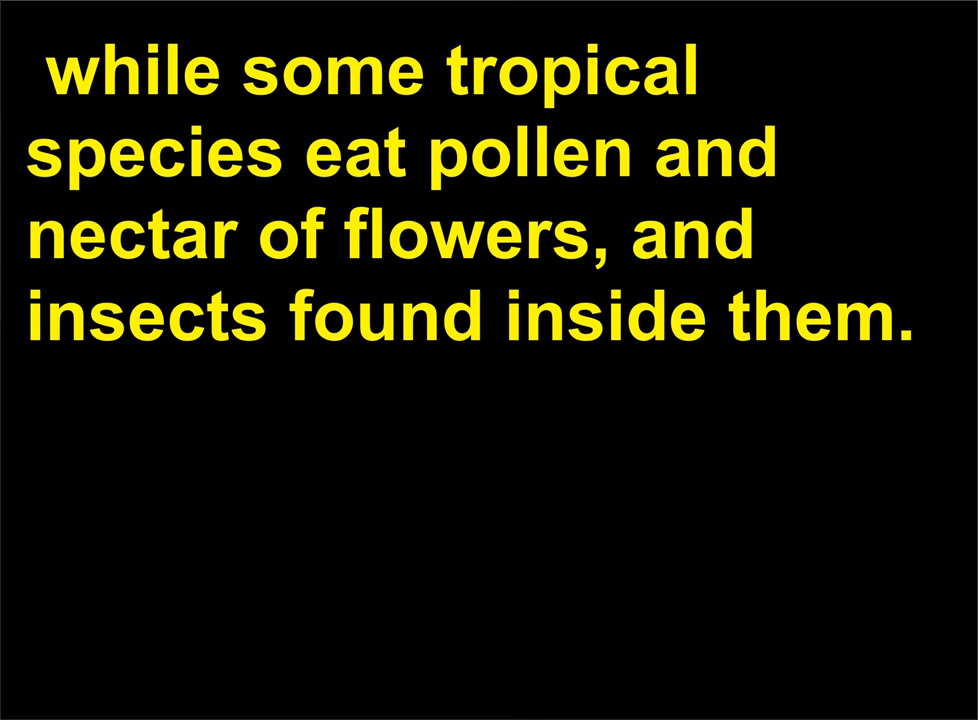 while some tropical
species eat pollen and
nectar of flowers, and
insects found inside them.